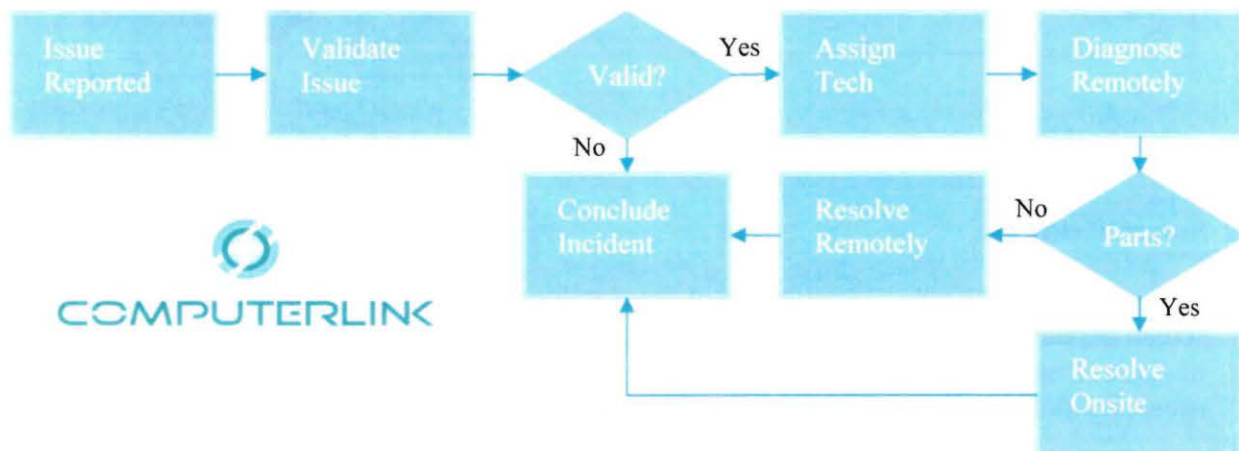 Issue
Reported
Validate
Issue
Valid?
Yes
Assign
Tech
Diagnose
Remotely
No
Conclude
Incident
Resolve
Remotely
No
Parts?
Yes
Resolve
Onsite
COMPUTERLINK